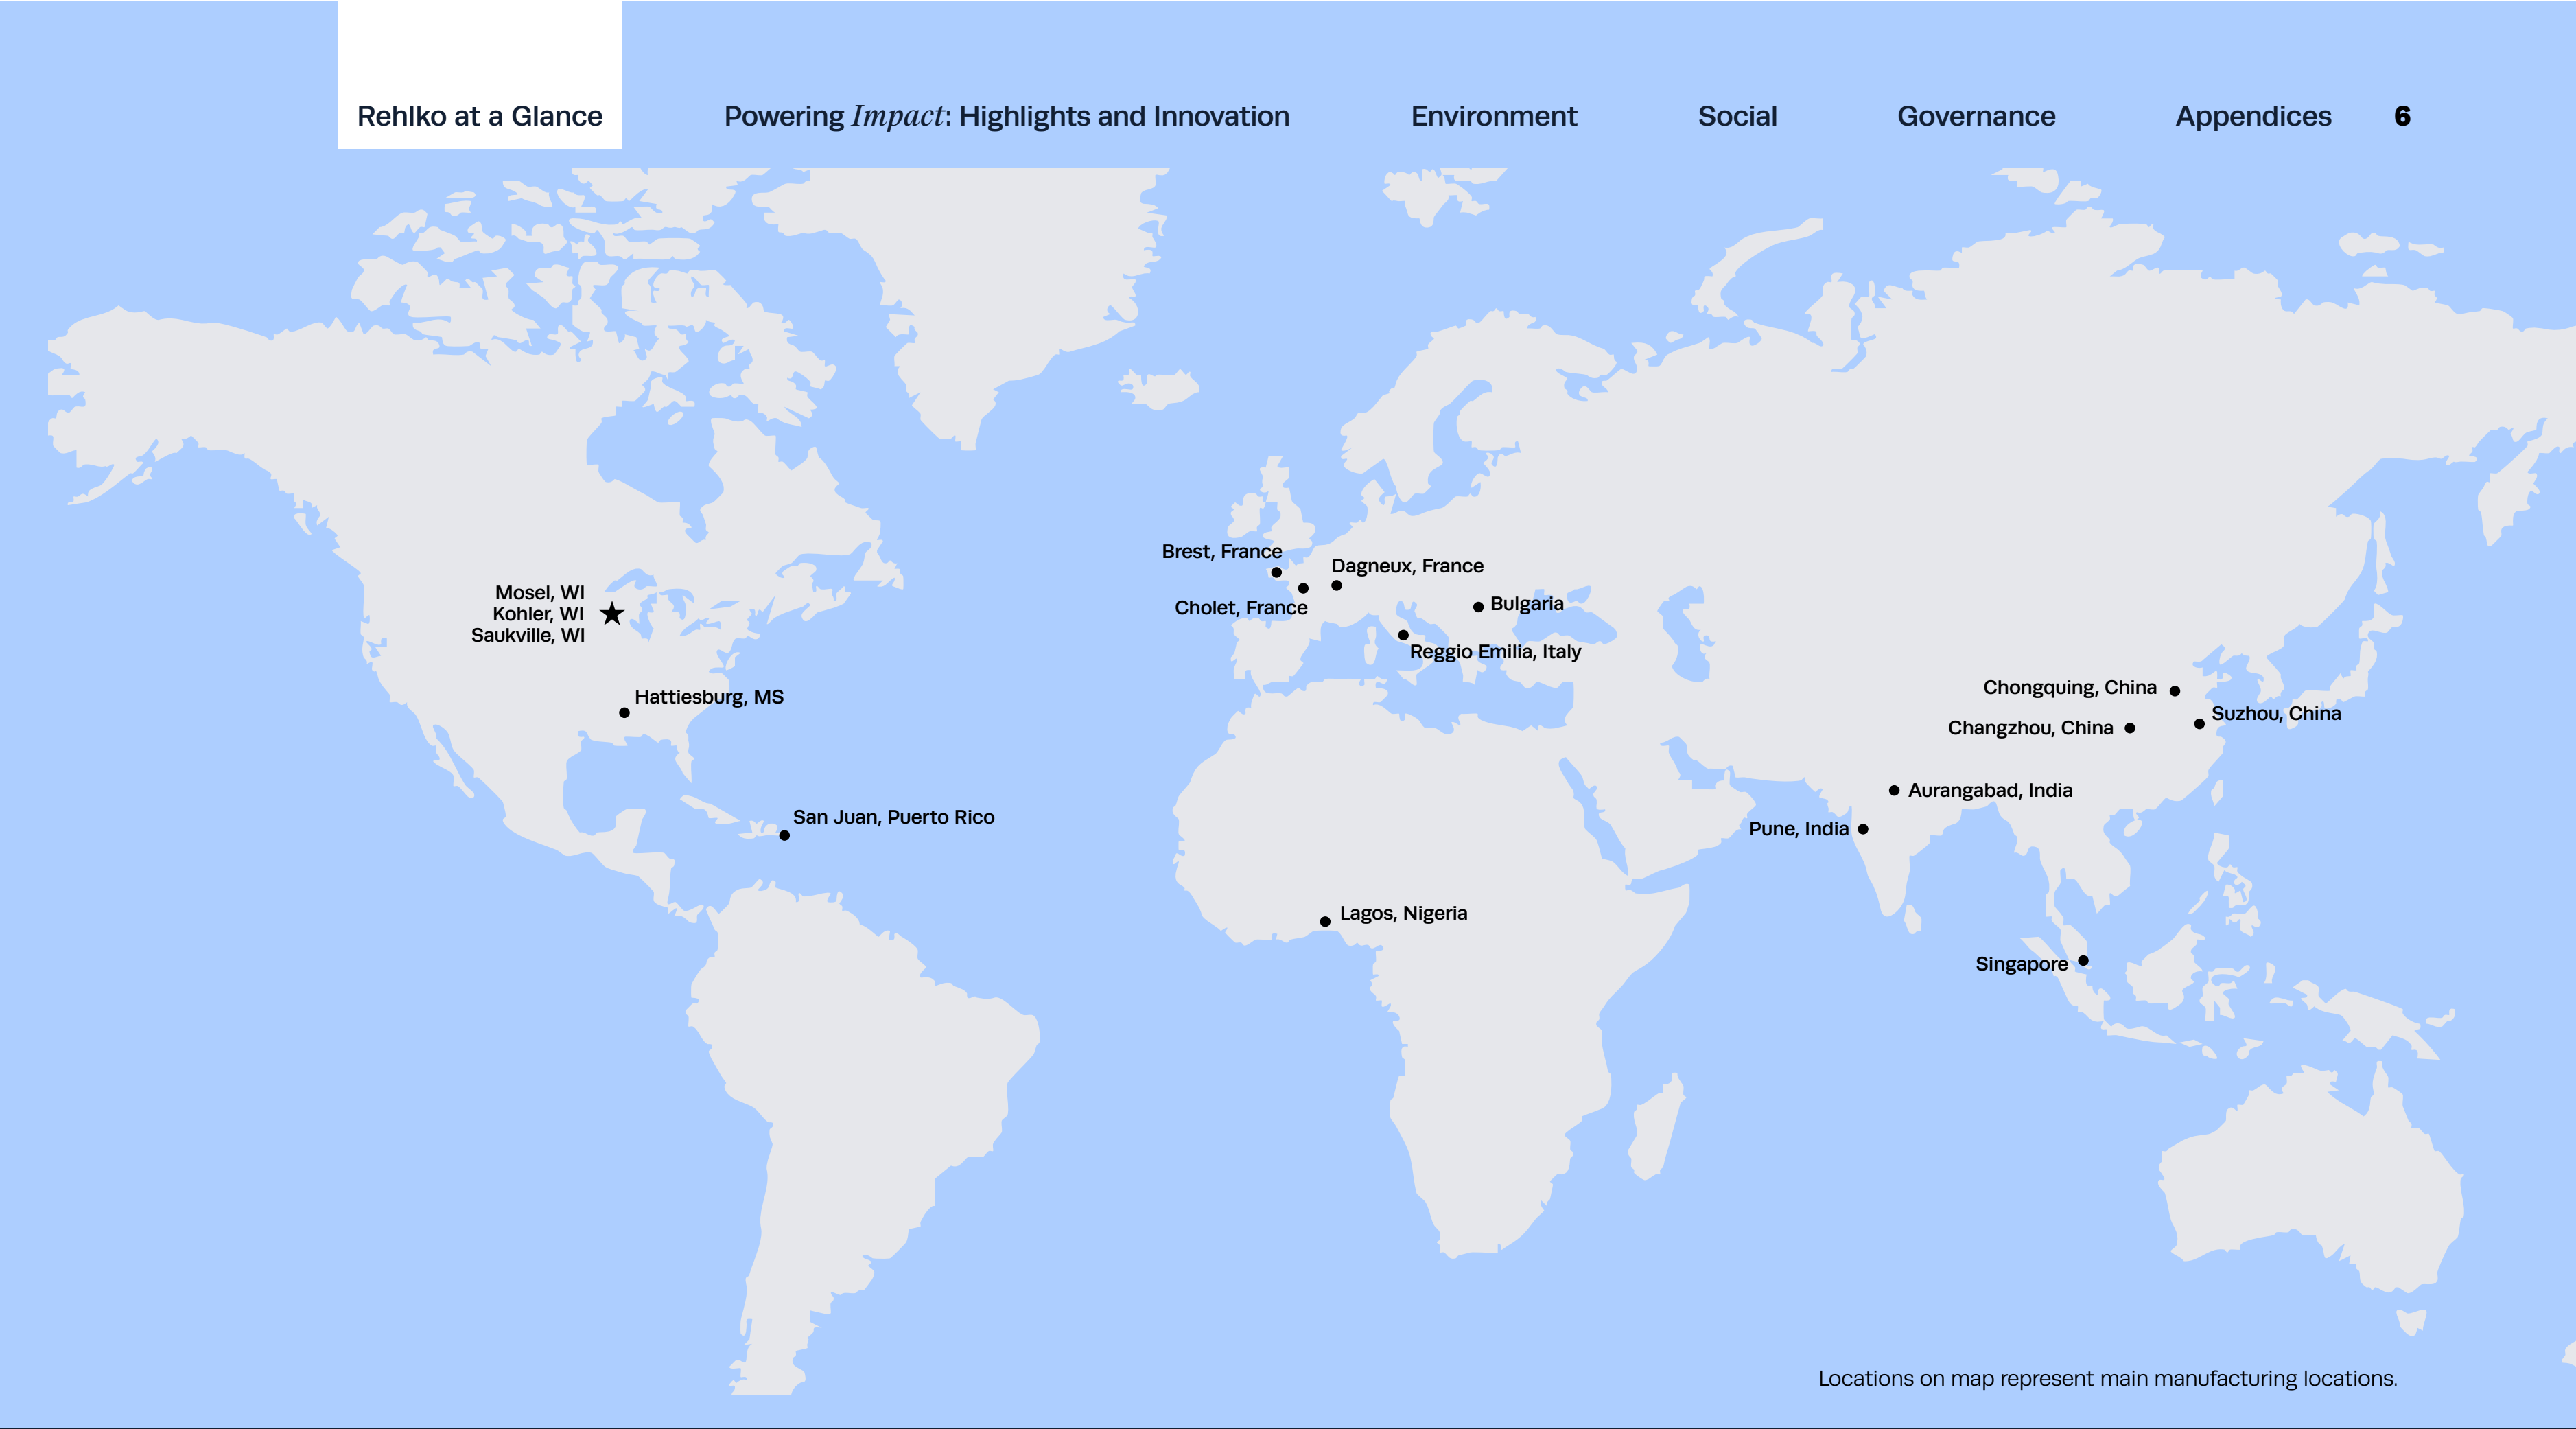 Rehlko at a Glance
Powering Impact: Highlights and Innovation
Environment
Social
Governance
Appendices
6
Brest, France
Dagneux, France
Mosel, WI
Kohler, WI
Saukville, WI
Cholet, France
Bulgaria
Reggio Emilia, Italy
Hattiesburg, MS
Chongquing, China
Suzhou, China
Changzhou, China
Aurangabad, India
San Juan, Puerto Rico
Pune, India
Lagos, Nigeria
Singapore
Locations on map represent main manufacturing locations.